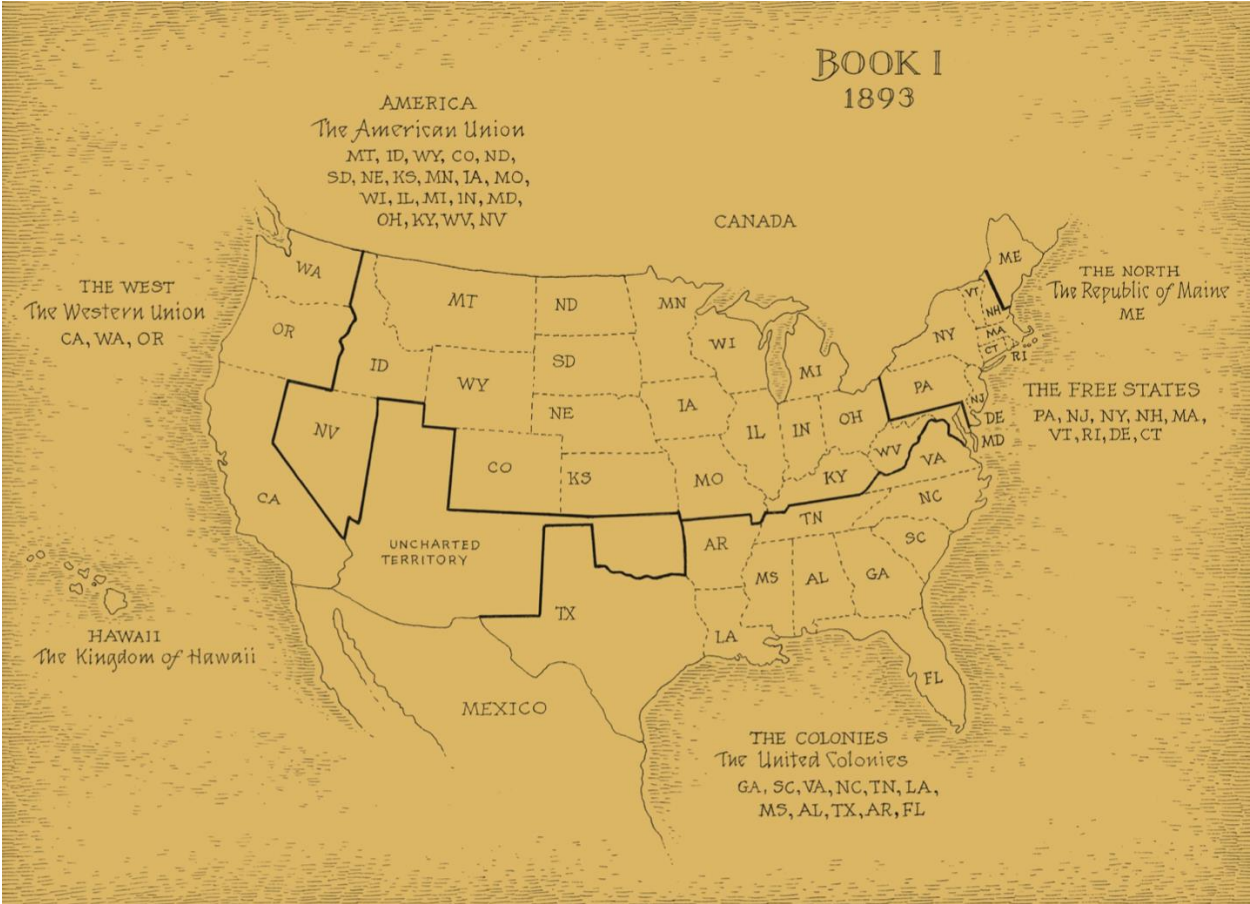 BOOK I
1893
AMERICA
The American Union
MT, ID, WY, CO, ND,
SD, NE, KS, MN, IA, MO,
WI, IL, MI, IN, MD,
OH, KY, WV, NV
CANADA
THE WEST
The Western Union
CA, WA, OR
THE NORTH
The Republic of Maine
ME
THE FREE STATES
PA, NJ, NY, NH, MA,
VT, RI, DE, CT
WA
OR
CA
NV
ID
MT
WY
CO
ND
SD
NE
KS
MN
IA
MO
WI
IL
MI
IN
OH
KY
WV
PA
NY
VT
NH
ME
MA
CT
RI
NJ
DE
MD
VA
NC
TN
SC
AR
MS
AL
GA
LA
TX
FL
UNCHARTED
TERRITORY
HAWAII
The Kingdom of Hawaii
MEXICO
THE COLONIES
The United Colonies
GA, SC, VA, NC, TN, LA,
MS, AL, TX, AR, FL